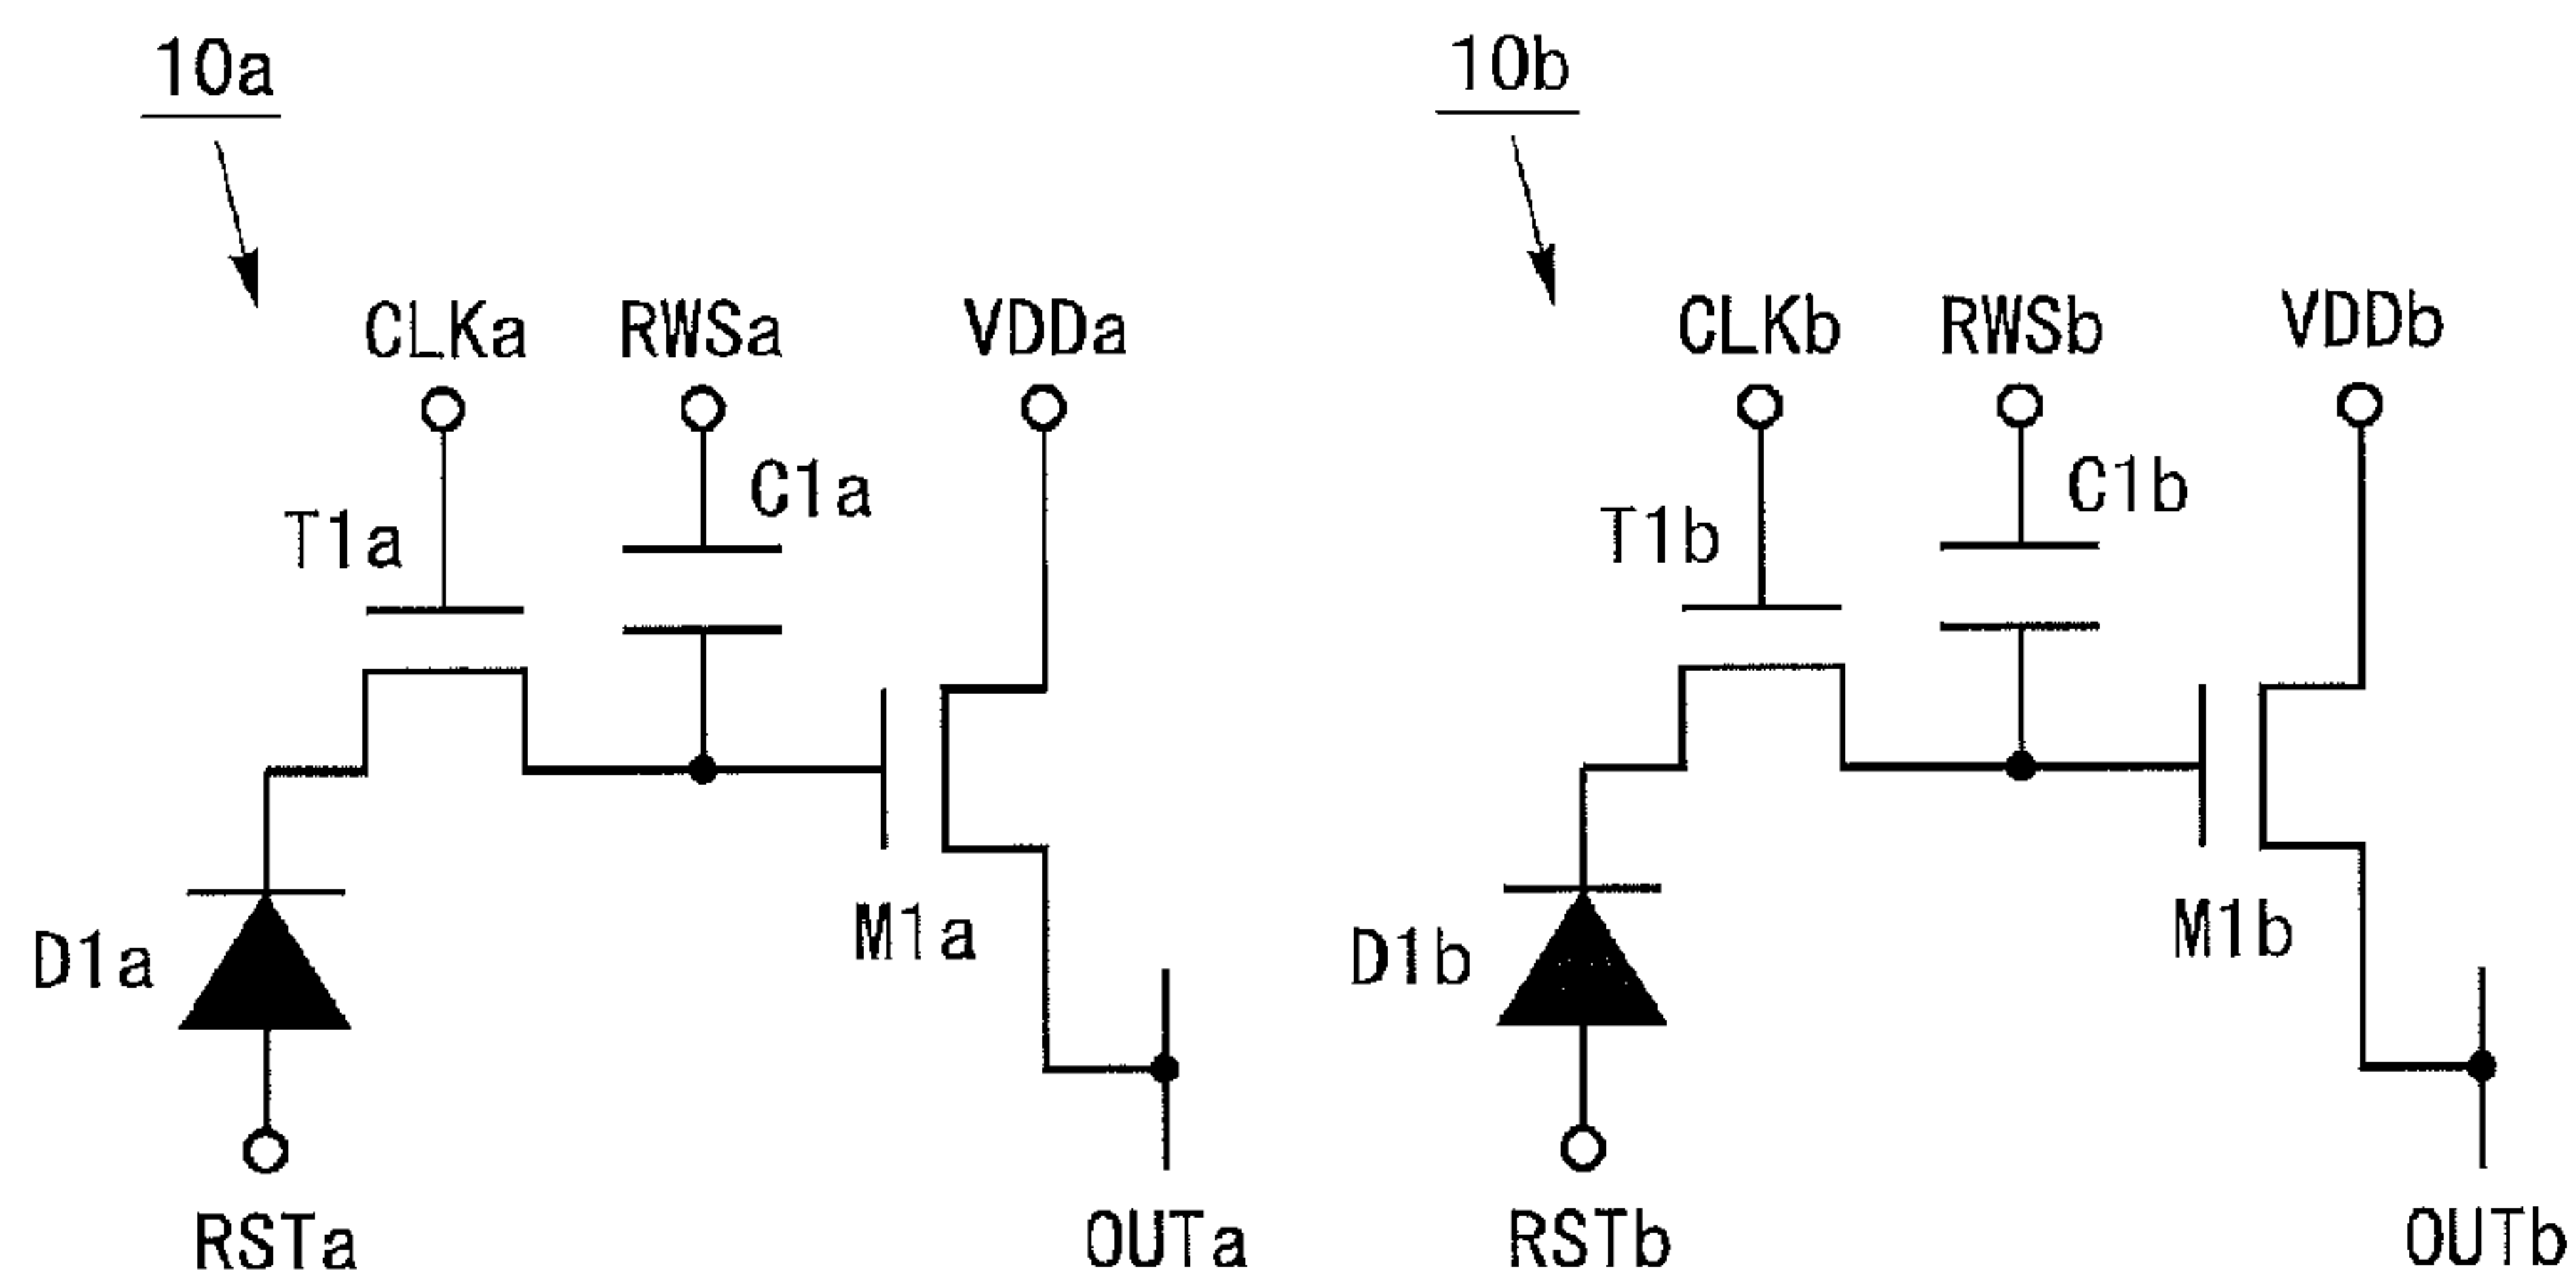 10a 10b
CLKa RWSa VDDa CLKb RWSb VDDb
C1a C1b
T1a T1b
D1a M1a D1b M1b
RSTa OUTa RSTb OUTb